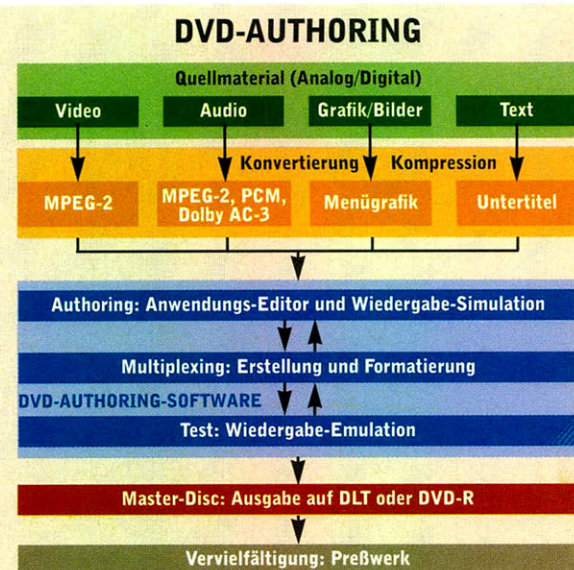 DVD-AUTHORING
Quellmaterial (Analog/Digital)
Video
Audio
Grafik/Bilder
Text
Konvertierung Kompression
MPEG-2
MPEG-2, PCM,
Dolby AC-3
Menügrafik
Untertitel
Authoring: Anwendungs-Editor und Wiedergabe-Simulation
Multiplexing: Erstellung und Formatierung
DVD-AUTHORING-SOFTWARE
Test: Wiedergabe-Emulation
Master-Disc: Ausgabe auf DLT oder DVD-R
Vervielfältigung: Preßwerk